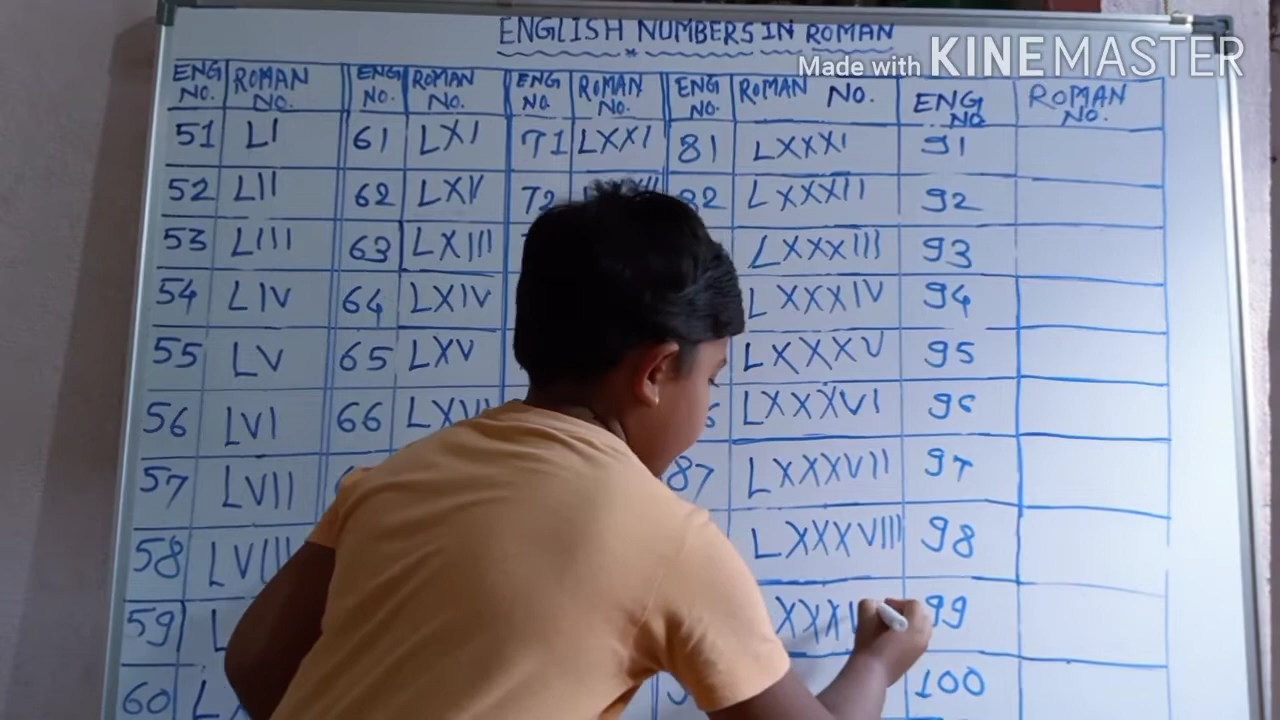 ENGLISH NUMBERS IN ROMAN
Made with KINEMASTER
ENG NO. ROMAN NO. ENG NO. ROMAN NO. ENG NO. ROMAN NO. ENG NO. ROMAN NO. ENG NO. ROMAN NO.
51 LI 61 LXI 71 LXXI 81 LXXXI 91
52 LII 62 LXII 72 82 LXXXII 92
53 LIII 63 LXIII LXXXIII 93
54 LIV 64 LXIV LXXXIV 94
55 LV 65 LXV LXXXV 95
56 LVI 66 LXXXVI 96
57 LVII 87 LXXXVII 97
58 LXXXVIII 98
59 99
60 100